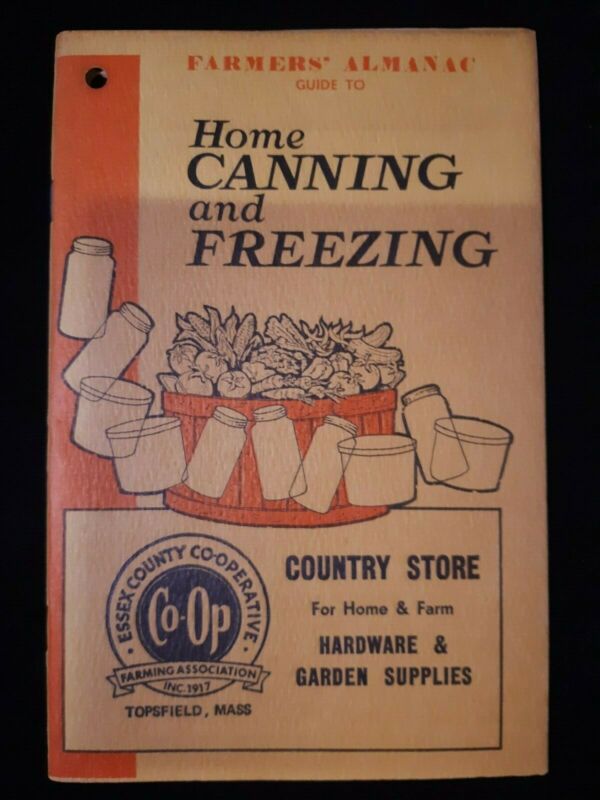 FARMERS' ALMANAC
GUIDE TO
Home
CANNING
and
FREEZING
ESSEX COUNTY CO-OPERATIVE
Co-Op
FARMING ASSOCIATION
INC. 1917
TOPSFIELD, MASS
COUNTRY STORE
For Home & Farm
HARDWARE &
GARDEN SUPPLIES